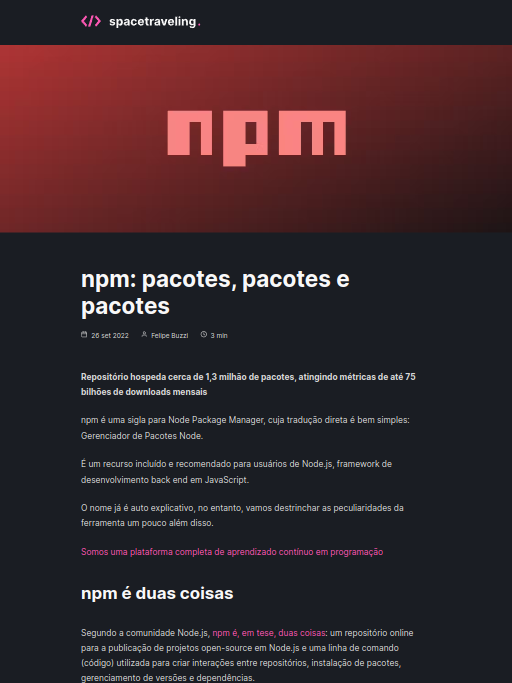 </> spacetraveling.
npm
npm: pacotes, pacotes e
pacotes
26 set 2022 Felipe Buzzi 3 min
Repositório hospeda cerca de 1,3 milhão de pacotes, atingindo métricas de até 75
bilhões de downloads mensais
npm é uma sigla para Node Package Manager, cuja tradução direta é bem simples:
Gerenciador de Pacotes Node.
É um recurso incluído e recomendado para usuários de Node.js, framework de
desenvolvimento back end em JavaScript.
O nome já é auto explicativo, no entanto, vamos destrinchar as peculiaridades da
ferramenta um pouco além disso.
Somos uma plataforma completa de aprendizado contínuo em programação
npm é duas coisas
Segundo a comunidade Node.js, npm é, em tese, duas coisas: um repositório online
para a publicação de projetos open-source em Node.js e uma linha de comando
(código) utilizada para criar interações entre repositórios, instalação de pacotes,
gerenciamento de versões e dependências.